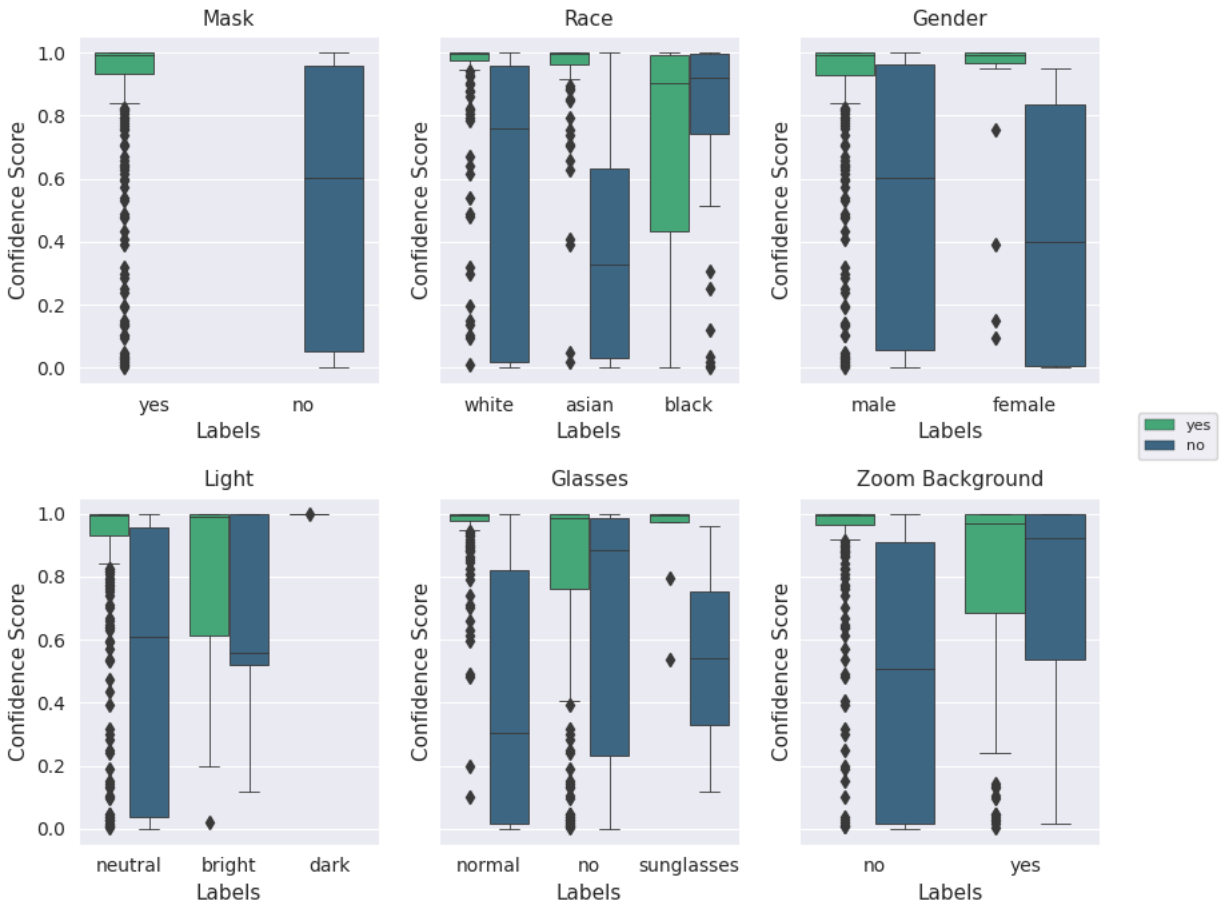 Mask
Race
Gender
1.0
0.8
0.6
0.4
0.2
0.0
Confidence Score
Confidence Score
Confidence Score
yes
no
white
asian
black
male
female
Labels
Labels
Labels
yes
no
Light
Glasses
Zoom Background
1.0
0.8
0.6
0.4
0.2
0.0
Confidence Score
Confidence Score
Confidence Score
neutral
bright
dark
normal
no
sunglasses
no
yes
Labels
Labels
Labels